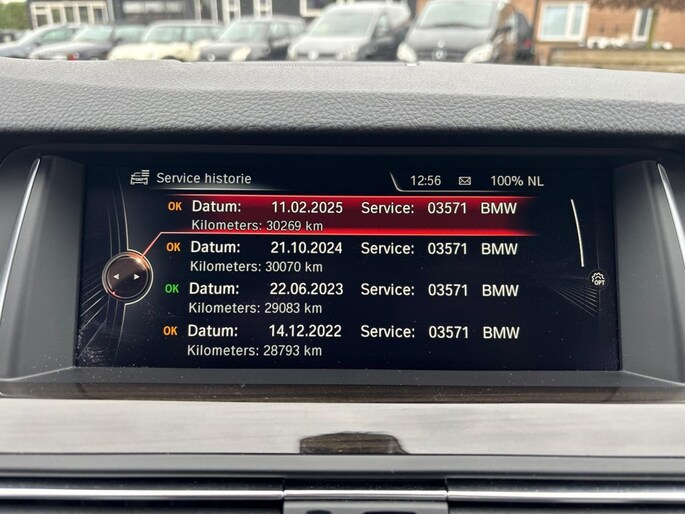 Service historie
12:56
100% NL
OK Datum: 11.02.2025 Service: 03571 BMW
Kilometers: 30269 km
OK Datum: 21.10.2024 Service: 03571 BMW
Kilometers: 30070 km
OK Datum: 22.06.2023 Service: 03571 BMW
Kilometers: 29083 km
OK Datum: 14.12.2022 Service: 03571 BMW
Kilometers: 28793 km
OPT